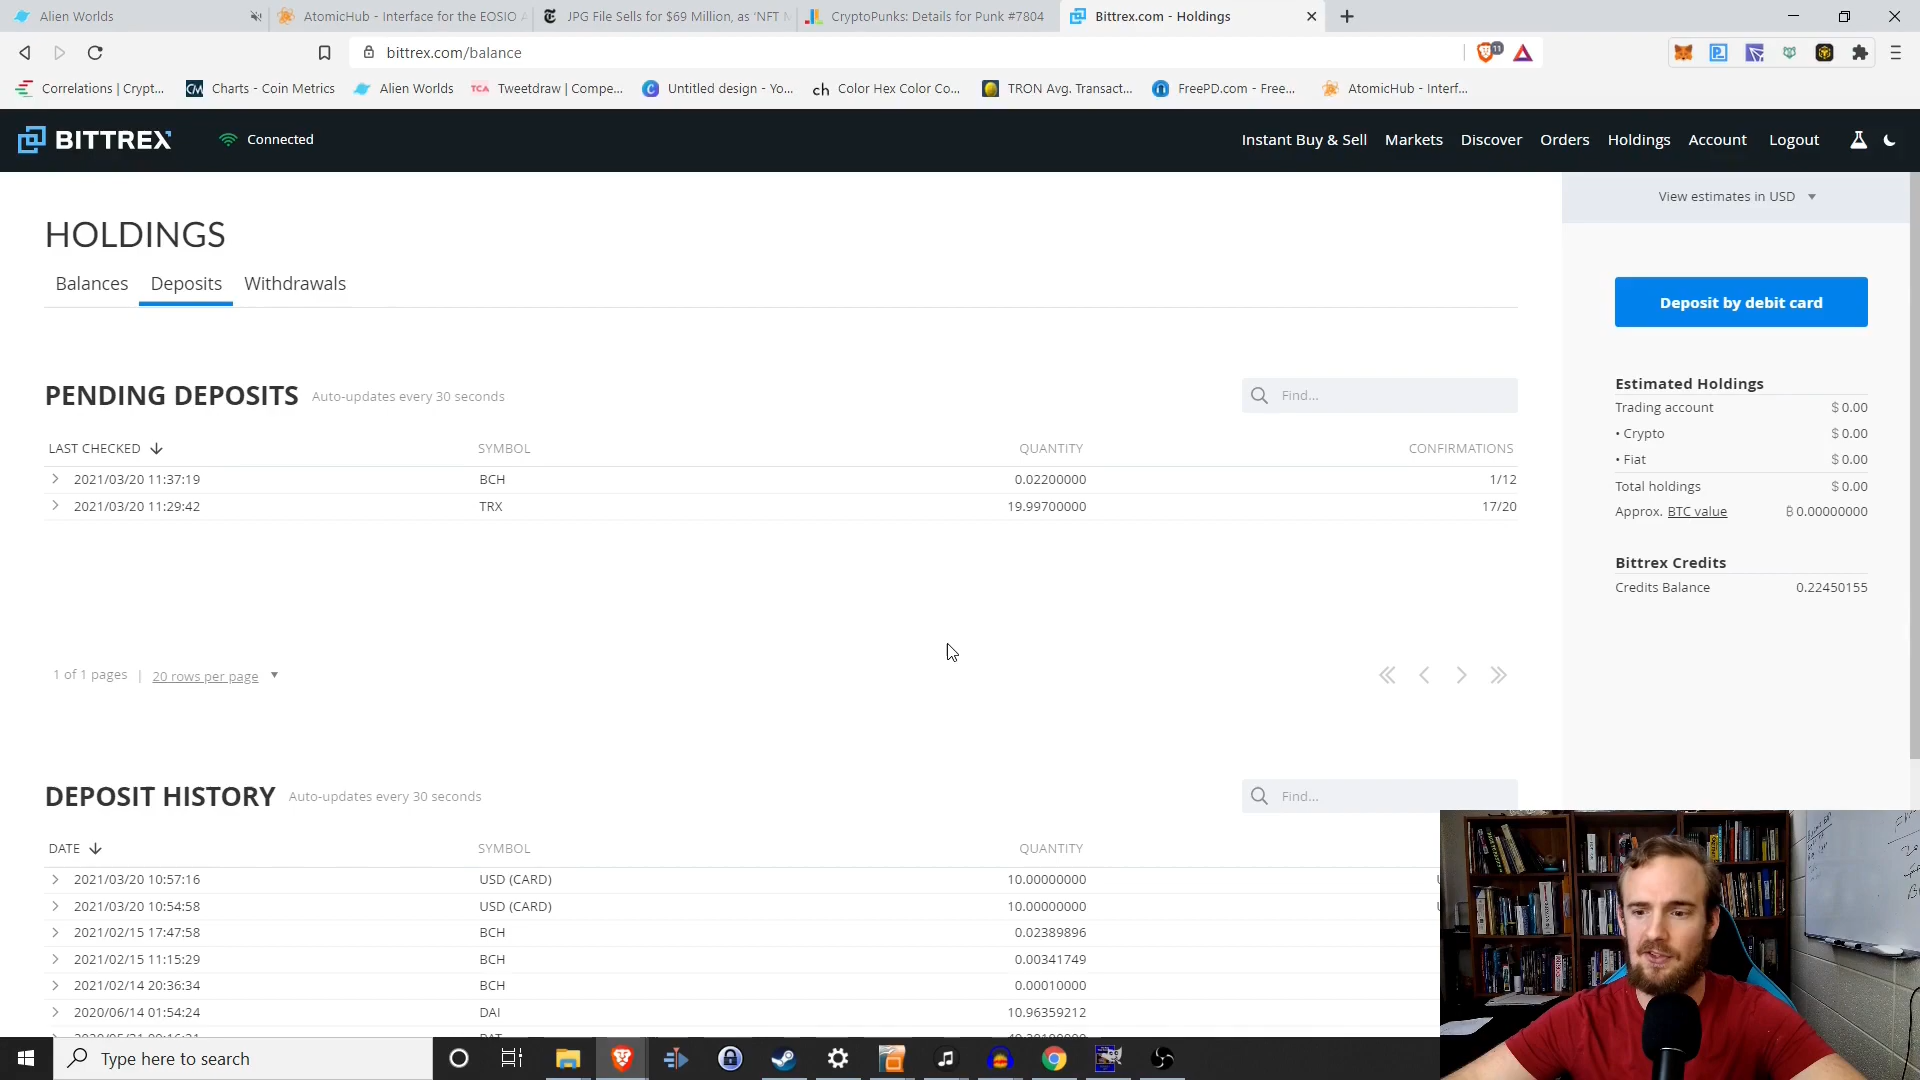 Alien Worlds
AtomicHub - Interface for the EOSIO
JPG File Sells for $69 Million, as 'NFT
CryptoPunks: Details for Punk #7804
Bittrex.com - Holdings
bittrex.com/balance
11
Correlations | Crypt...
Charts - Coin Metrics
Alien Worlds
TCA Tweetdraw | Compe...
Untitled design - Yo...
ch Color Hex Color Co...
TRON Avg. Transact...
FreePD.com - Free...
AtomicHub - Interf...
BITTREX
Connected
Instant Buy & Sell
Markets
Discover
Orders
Holdings
Account
Logout
View estimates in USD
HOLDINGS
Balances
Deposits
Withdrawals
Deposit by debit card
PENDING DEPOSITS Auto-updates every 30 seconds
Find...
LAST CHECKED SYMBOL QUANTITY CONFIRMATIONS
2021/03/20 11:37:19 BCH 0.02200000 1/12
2021/03/20 11:29:42 TRX 19.99700000 17/20
Estimated Holdings
Trading account $ 0.00
• Crypto $ 0.00
• Fiat $ 0.00
Total holdings $ 0.00
Approx. BTC value ₿ 0.00000000
Bittrex Credits
Credits Balance 0.22450155
1 of 1 pages | 20 rows per page
DEPOSIT HISTORY Auto-updates every 30 seconds
Find...
DATE SYMBOL QUANTITY
2021/03/20 10:57:16 USD (CARD) 10.00000000
2021/03/20 10:54:58 USD (CARD) 10.00000000
2021/02/15 17:47:58 BCH 0.02389896
2021/02/15 11:15:29 BCH 0.00341749
2021/02/14 20:36:34 BCH 0.00010000
2020/06/14 01:54:24 DAI 10.96359212
Type here to search